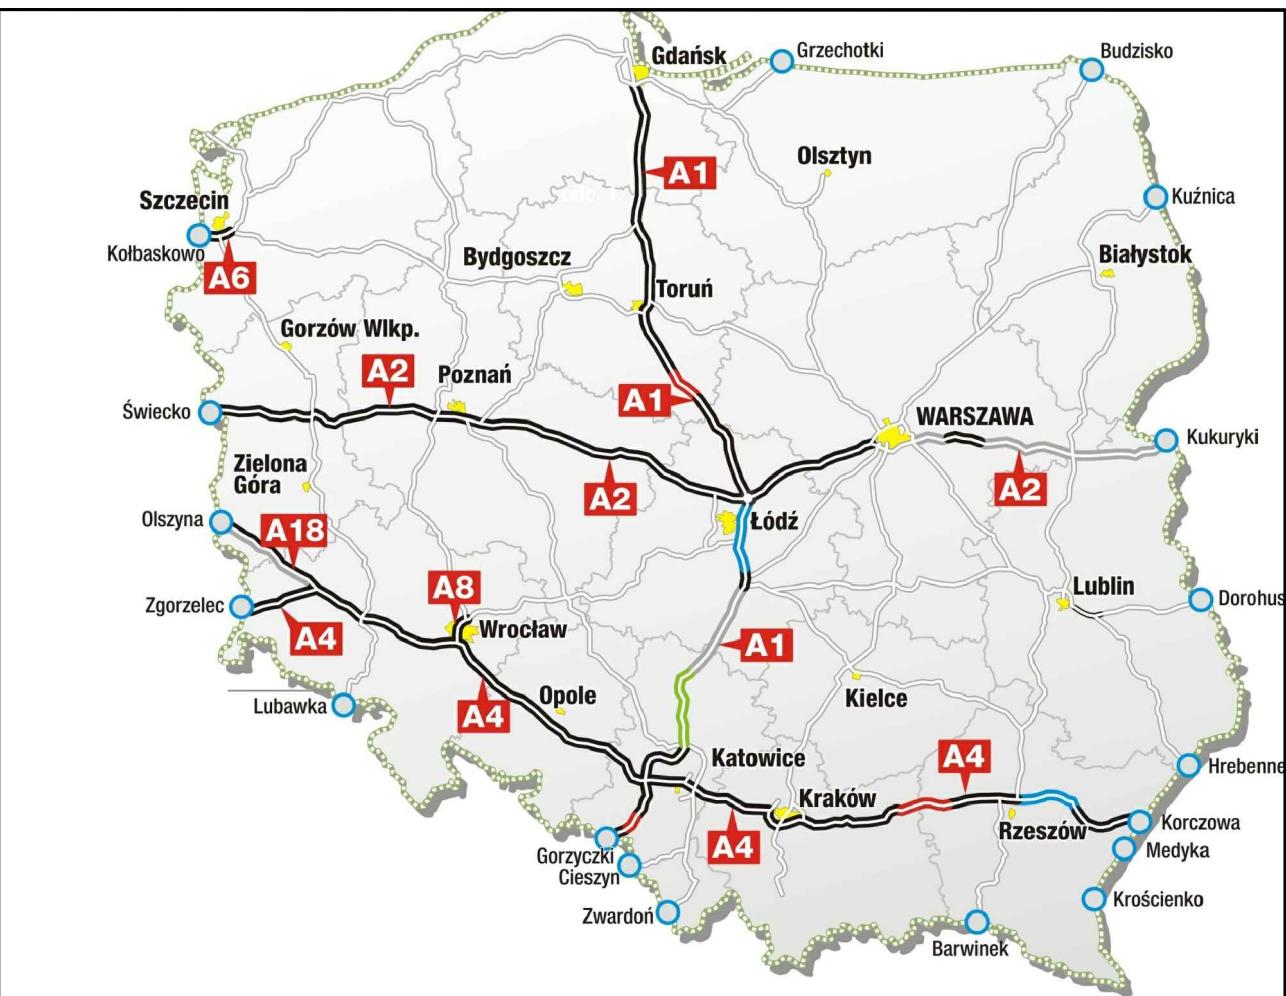 Gdańsk
Grzechotki
Budzisko
Olsztyn
A1
Kuźnica
Szczecin
Kołbaskowo
A6
Bydgoszcz
Toruń
Białystok
Gorzów Wlkp.
A2
Poznań
A1
Świecko
WARSZAWA
Kukuryki
Zielona
Góra
A2
A2
Olszyna
A18
Łódź
A8
Lublin
Zgorzelec
Dorohus
A4
Wrocław
A1
Lubawka
Opole
A4
Kielce
Katowice
A4
Hrebenne
Kraków
Rzeszów
Korczowa
A4
Gorzyczki
Medyka
Cieszyn
Krościenko
Zwardoń
Barwinek